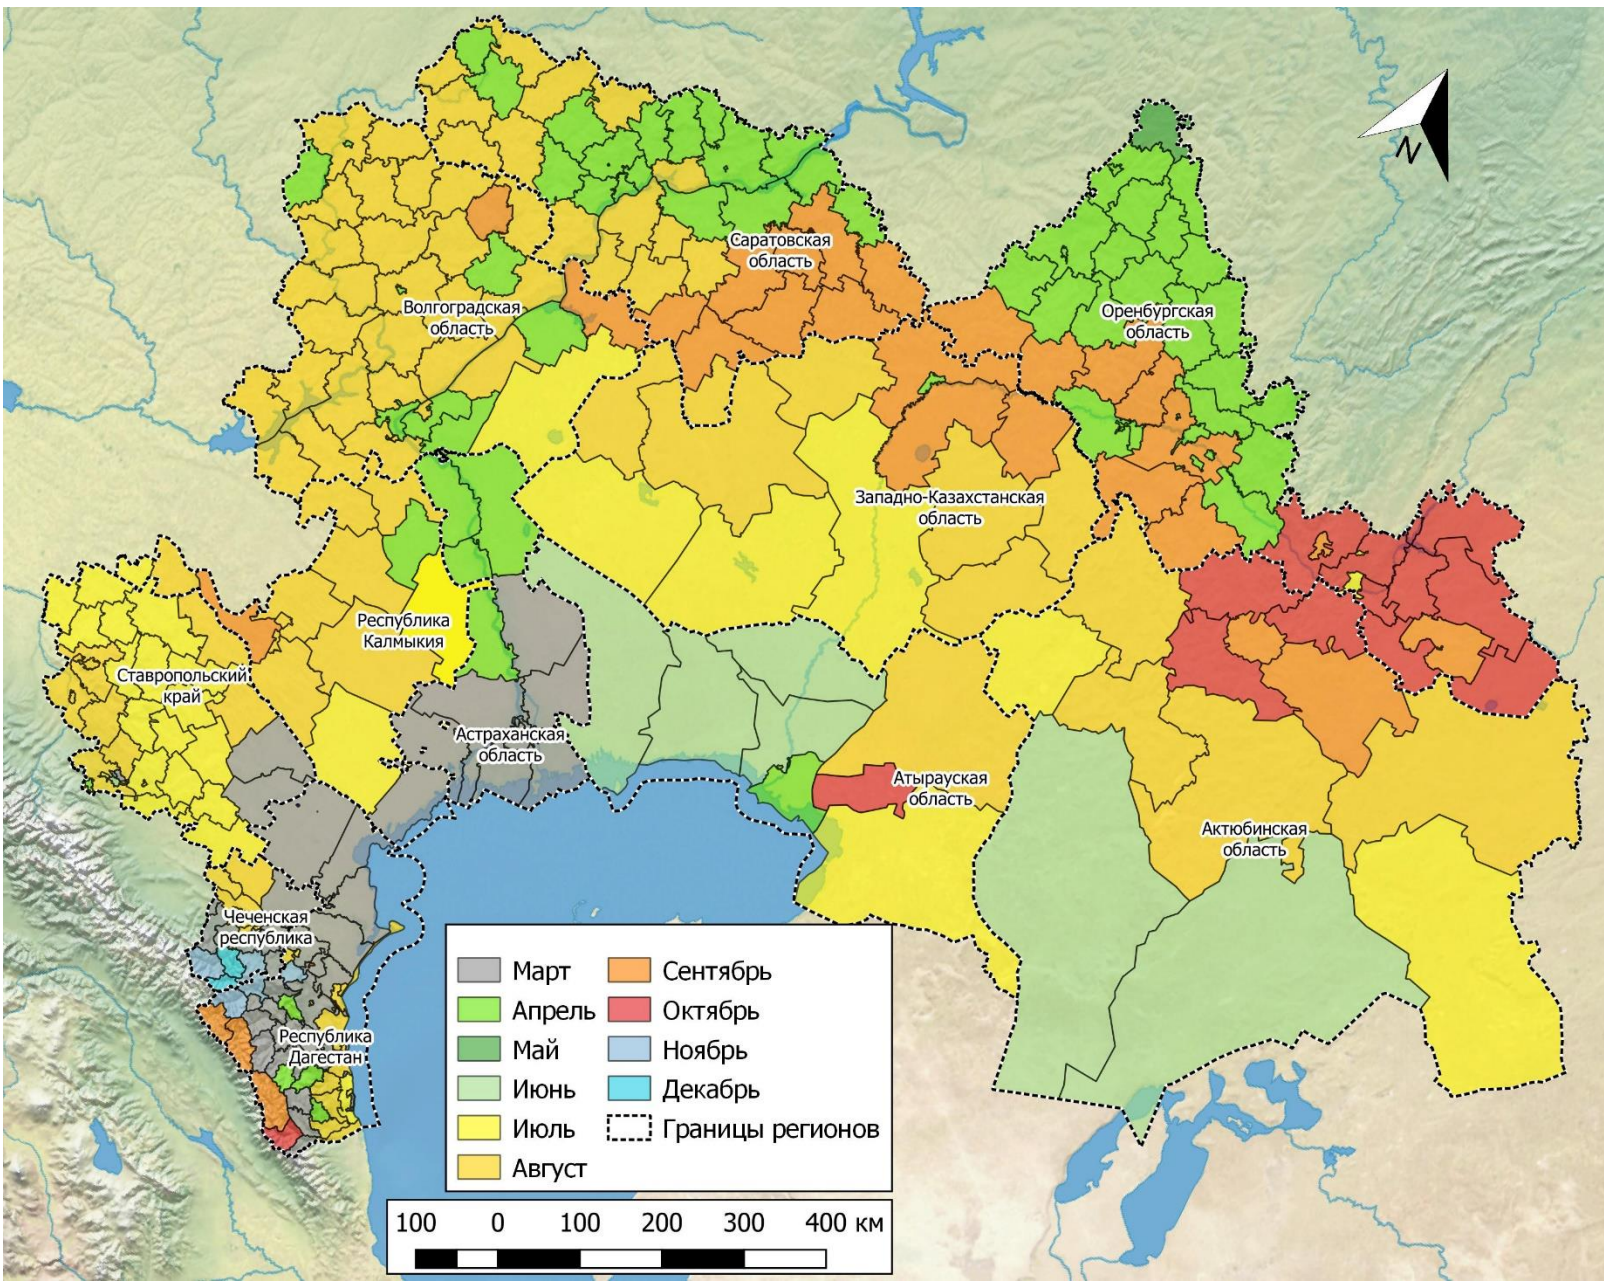 N
Саратовская
область
Волгоградская
область
Оренбургская
область
Западно-Казахстанская
область
Республика
Калмыкия
Ставропольский
край
Астраханская
область
Атырауская
область
Актюбинская
область
Чеченская
республика
Республика
Дагестан
Март
Апрель
Май
Июнь
Июль
Август
Сентябрь
Октябрь
Ноябрь
Декабрь
Границы регионов
100 0 100 200 300 400 км